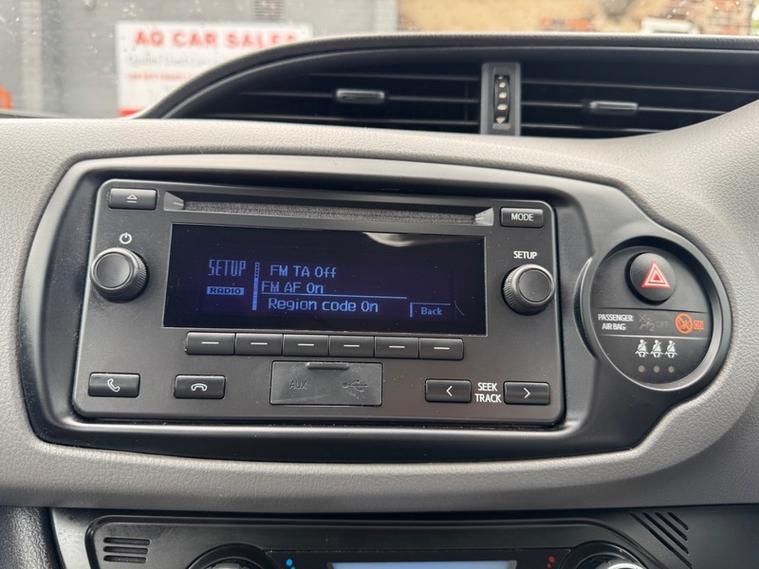 AQ CAR SALES
MODE
SETUP
SETUP
RADIO
FM TA Off
FM AF On
Region code On
Back
PASSENGER
AIR BAG
OFF
AUX
SEEK
TRACK